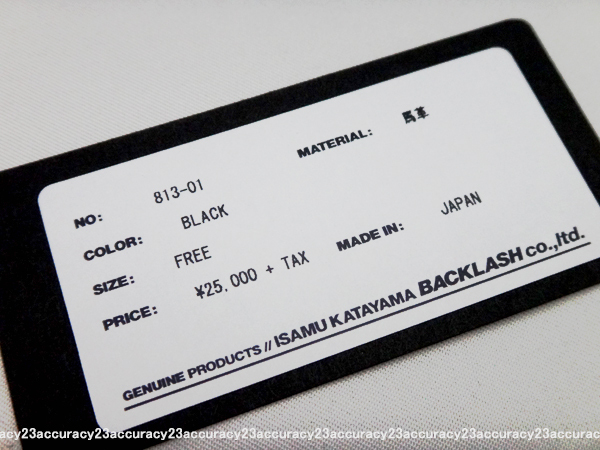 MATERIAL: 馬革
NO: 813-01
COLOR: BLACK
SIZE: FREE
MADE IN: JAPAN
PRICE: ¥25,000 + TAX
GENUINE PRODUCTS // ISAMU KATAYAMA BACKLASH co.,ltd.
acy23accuracy23accuracy23accuracy23accuracy23accuracy23accuracy23accuracy23accu